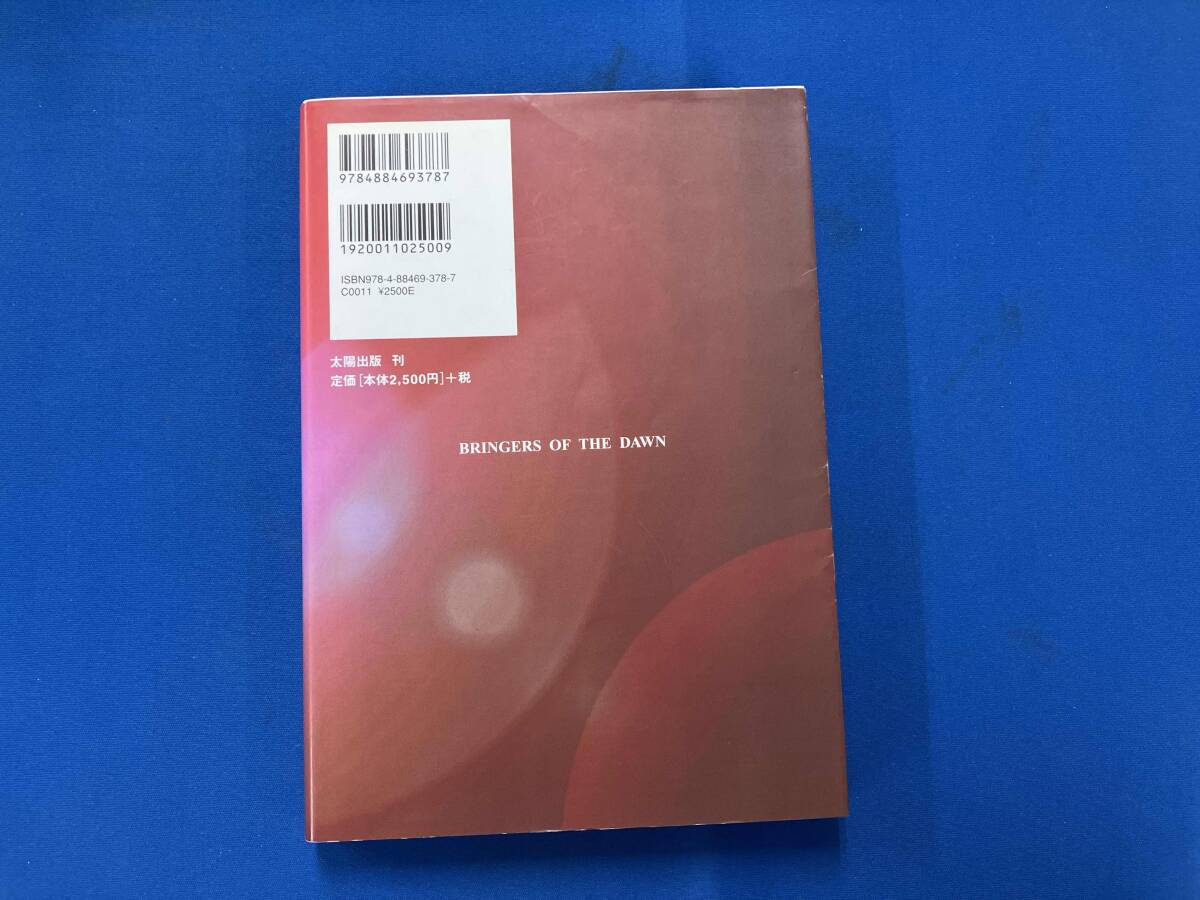 9784884693787
1920011025009
ISBN978-4-88469-378-7
C0011 ¥2500E
太陽出版 刊
定価[本体2,500円]+税
BRINGERS OF THE DAWN